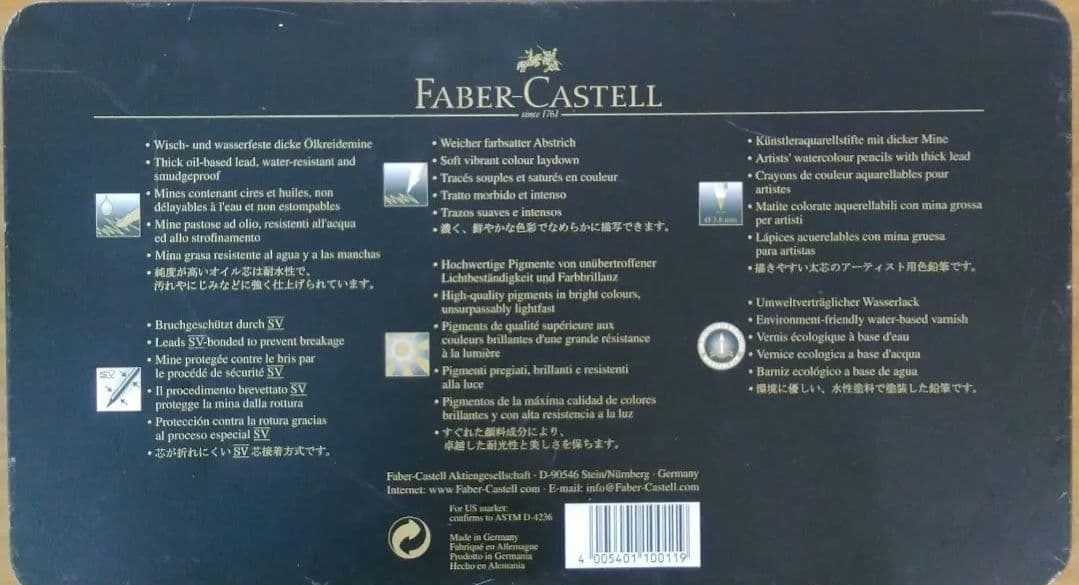 FABER-CASTELL
since 1761
• Wisch- und wasserfeste dicke Ölkreidemine
• Thick oil-based lead, water-resistant and
smudgeproof
• Mines contenant cires et huiles, non
délayables à l'eau et non estompables
• Mine pastose ad olio, resistenti all'acqua
ed allo strofinamento
• Mina grasa resistente al agua y a las manchas
• 純度が高いオイル芯は耐水性で、
汚れやにじみなどに強く仕上げられています。
• Bruchgeschützt durch SV
• Leads SV-bonded to prevent breakage
• Mine protegée contre le bris par
le procédé de sécurité SV
• Il procedimento brevettato SV
protegge la mina dalla rottura
• Protección contra la rotura gracias
al proceso especial SV
•芯が折れにくい SV 芯接着方式です。
SV
• Weicher farbsatter Abstrich
• Soft vibrant colour laydown
• Tracés souples et saturés en couleur
• Tratto morbido et intenso
• Trazos suaves e intensos
• 濃く、鮮やかな色彩でなめらかに描写できます。
• Hochwertige Pigmente von unübertroffener
Lichtbeständigkeit und Farbbrillanz
• High-quality pigments in bright colours,
unsurpassably lightfast
• Pigments de qualité supérieure aux
couleurs brillantes d'une grande résistance
à la lumière
• Pigmenti pregiati, brillanti e resistenti
alla luce
• Pigmentos de la máxima calidad de colores
brillantes y con alta resistencia a la luz
• すぐれた顔料成分により、
卓越した耐光性と美しさを保ちます。
• Künstleraquarellstifte mit dicker Mine
• Artists' watercolour pencils with thick lead
• Crayons de couleur aquarellables pour
artistes
• Matite colorate aquerellabili con mina grossa
per artisti
• Lápices acuerelables con mina gruesa
para artistas
•描きやすい太芯のアーティスト用色鉛筆です。
Ø 3.8 mm
• Umweltverträglicher Wasserlack
• Environment-friendly water-based varnish
• Vernis écologique à base d'eau
• Vernice ecologica a base d'acqua
• Barniz ecológico a base de agua
• 環境に優しい、水性塗料で塗装した鉛筆です。
Faber-Castell Aktiengesellschaft · D-90546 Stein/Nürnberg · Germany
Internet: www Faber-Castell com · E-mail: info@Faber-Castell.com
For US market:
confirms to ASTM D-4236
Made in Germany
Fabriqué en Allemagne
Prodotto in Germania
Hecho en Alemania
4 005401 100119